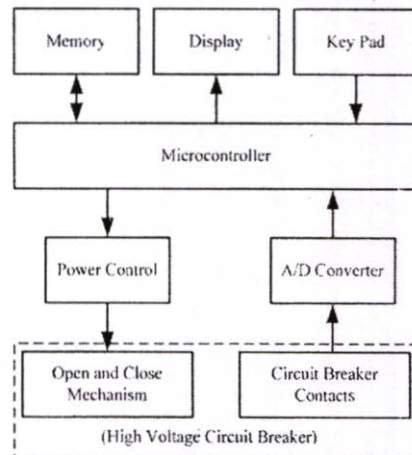 Memory
Display
Key Pad
Microcontroller
Power Control
A/D Converter
Open and Close
Mechanism
Circuit Breaker
Contacts
(High Voltage Circuit Breaker)